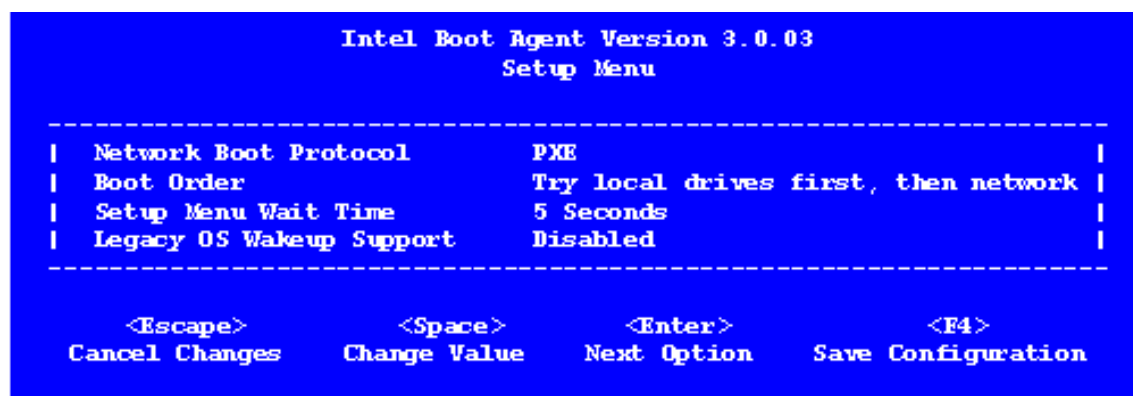 Intel Boot Agent Version 3.0.03
Setup Menu
Network Boot Protocol PXE
Boot Order Try local drives first, then network
Setup Menu Wait Time 5 Seconds
Legacy OS Wakeup Support Disabled
<Escape> <Space> <Enter> <F4>
Cancel Changes Change Value Next Option Save Configuration